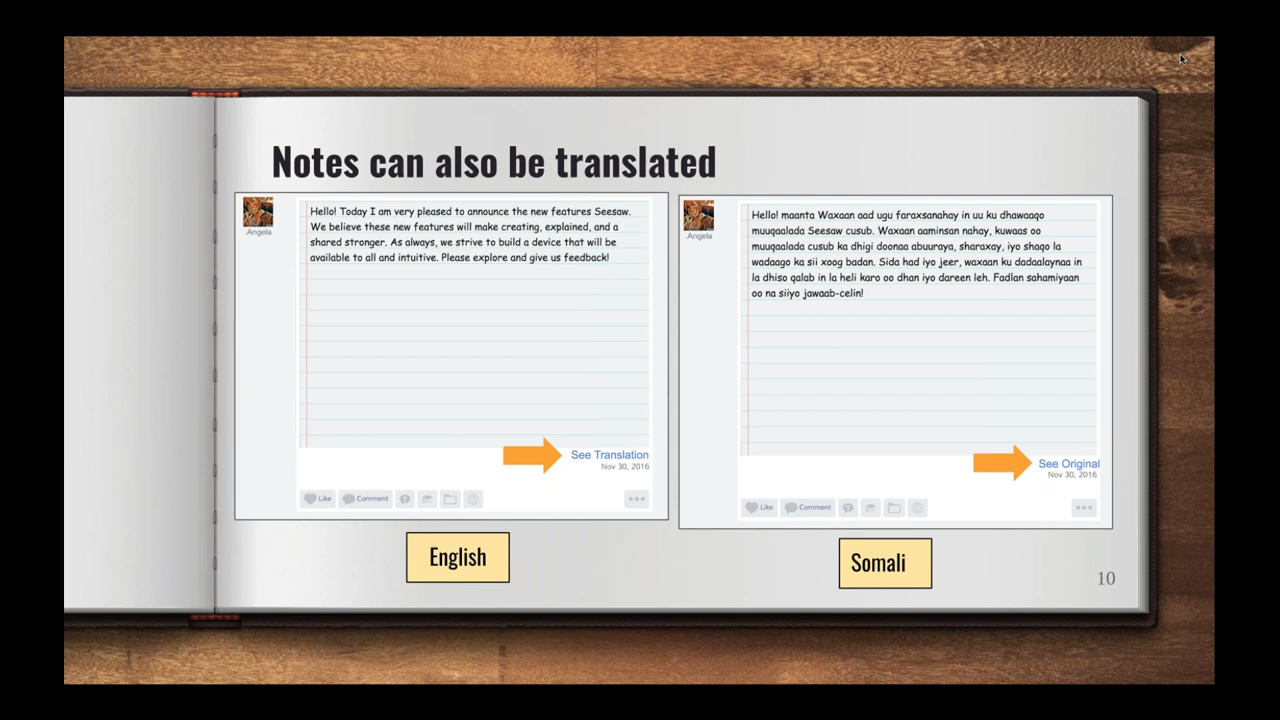 Notes can also be translated
Hello! Today I am very pleased to announce the new features Seesaw.
We believe these new features will make creating, explained, and a
shared stronger. As always, we strive to build a device that will be
available to all and intuitive. Please explore and give us feedback!
.Angela
See Translation
Nov 30, 2016
Like
Comment
English
Hello! maanta Waxaan aad ugu faraxsanahay in uu ku dhawaaqo
muuqaalada Seesaw cusub. Waxaan aaminsan nahay, kuwaas oo
muuqaalada cusub ka dhigi doonaa abuuraya, sharaxay, iyo shaqo la
wadaago ka sii xoog badan. Sida had iyo jeer, waxaan ku dadaalaynaa in
la dhiso qalab in la heli karo oo dhan iyo dareen leh. Fadlan sahamiyaan
oo na siiyo jawaab-celin!
.Angela
See Original
Nov 30, 2016
Like
Comment
Somali
10